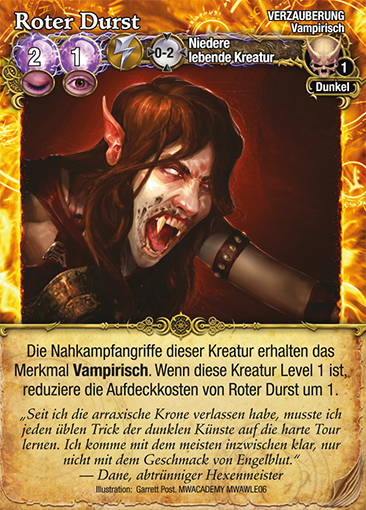 Roter Durst
VERZAUBERUNG
Vampirisch
2 1 0-2 Niedere
lebende Kreatur
1
Dunkel
Die Nahkampfangriffe dieser Kreatur erhalten das
Merkmal Vampirisch. Wenn diese Kreatur Level 1 ist,
reduziere die Aufdeckkosten von Roter Durst um 1.
„Seit ich die arraxische Krone verlassen habe, musste ich
jeden üblen Trick der dunklen Künste auf die harte Tour
lernen. Ich komme mit dem meisten inzwischen klar, nur
nicht mit dem Geschmack von Engelblut.“
— Dane, abtrünniger Hexenmeister
Illustration: Garrett Post. MWACADEMY MWAWLE06